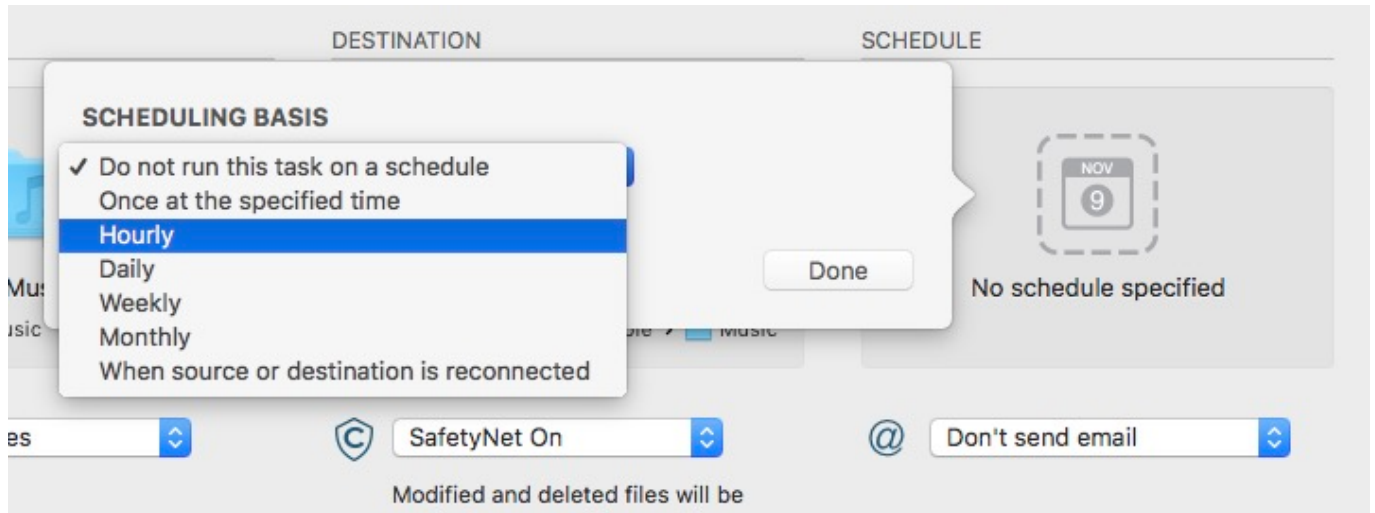 DESTINATION
SCHEDULE
SCHEDULING BASIS
✓ Do not run this task on a schedule
Once at the specified time
Hourly
Daily
Weekly
Monthly
When source or destination is reconnected
Done
NOV
9
No schedule specified
Music
SafetyNet On
@ Don't send email
Modified and deleted files will be